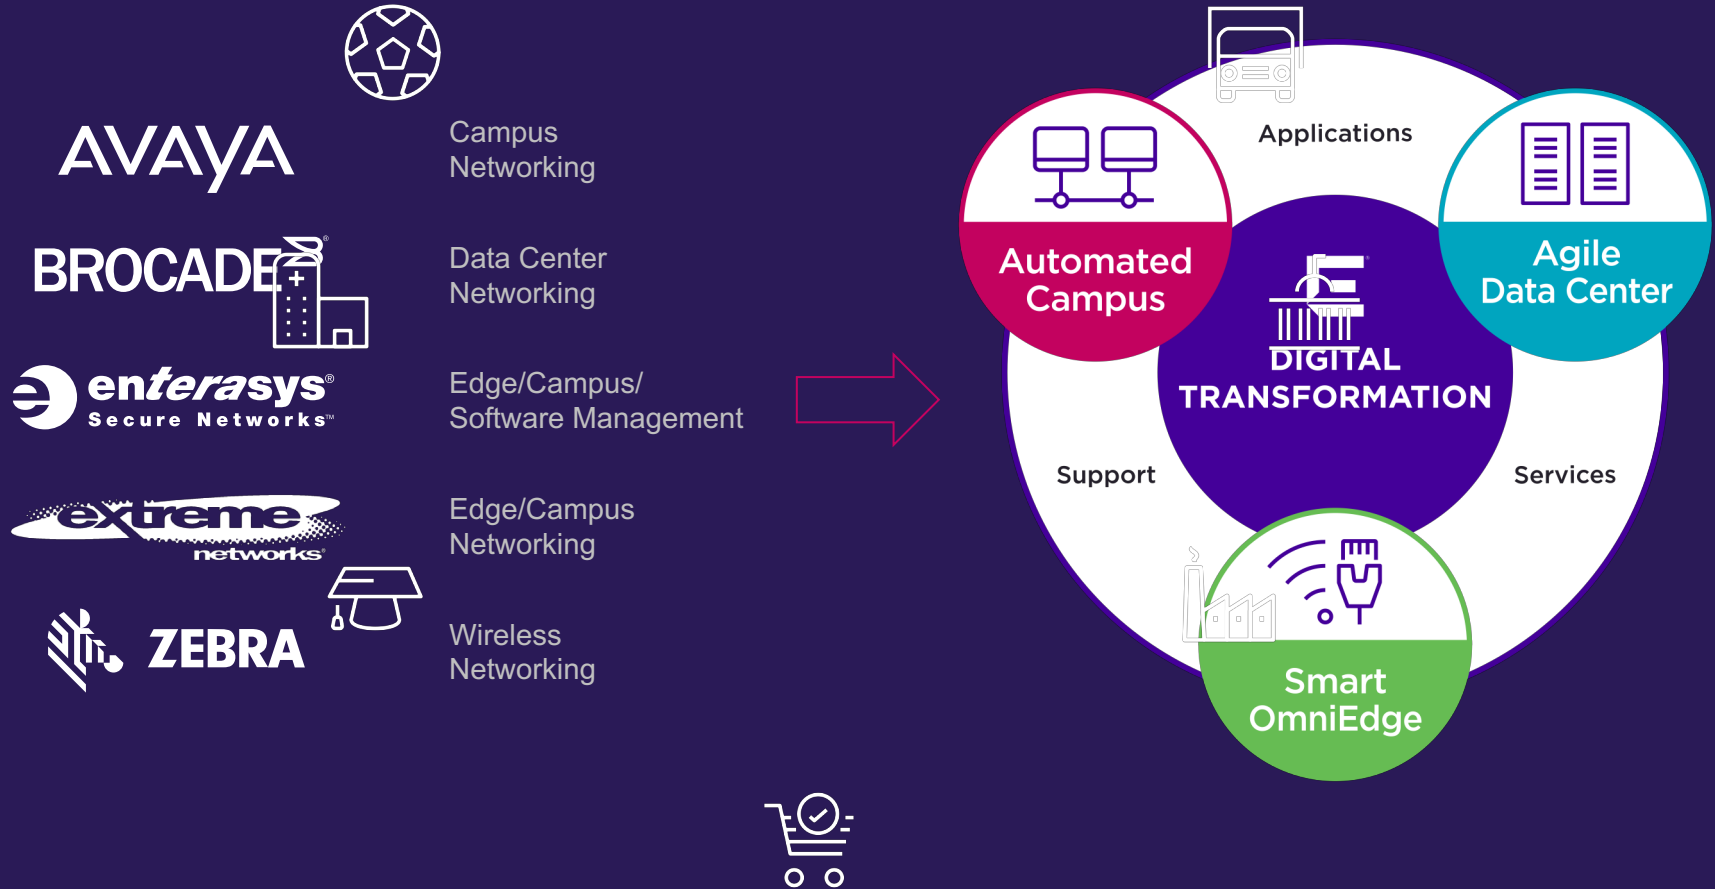 AVAYA
Campus
Networking
BROCADE®
Data Center
Networking
enterasys®
Secure Networks™
Edge/Campus/
Software Management
extreme
networks®
Edge/Campus
Networking
ZEBRA
Wireless
Networking
Applications
Automated
Campus
Agile
Data Center
DIGITAL
TRANSFORMATION
Support
Services
Smart
OmniEdge